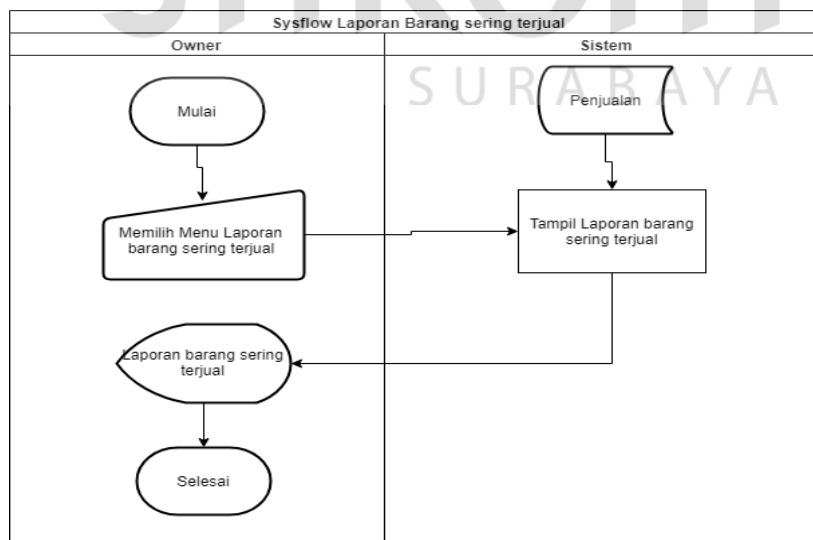 Sysflow Laporan Barang sering terjual
Owner
Sistem
SURABAYA
Mulai
Penjualan
Memilih Menu Laporan
barang sering terjual
Tampil Laporan barang
sering terjual
Laporan barang sering
terjual
Selesai